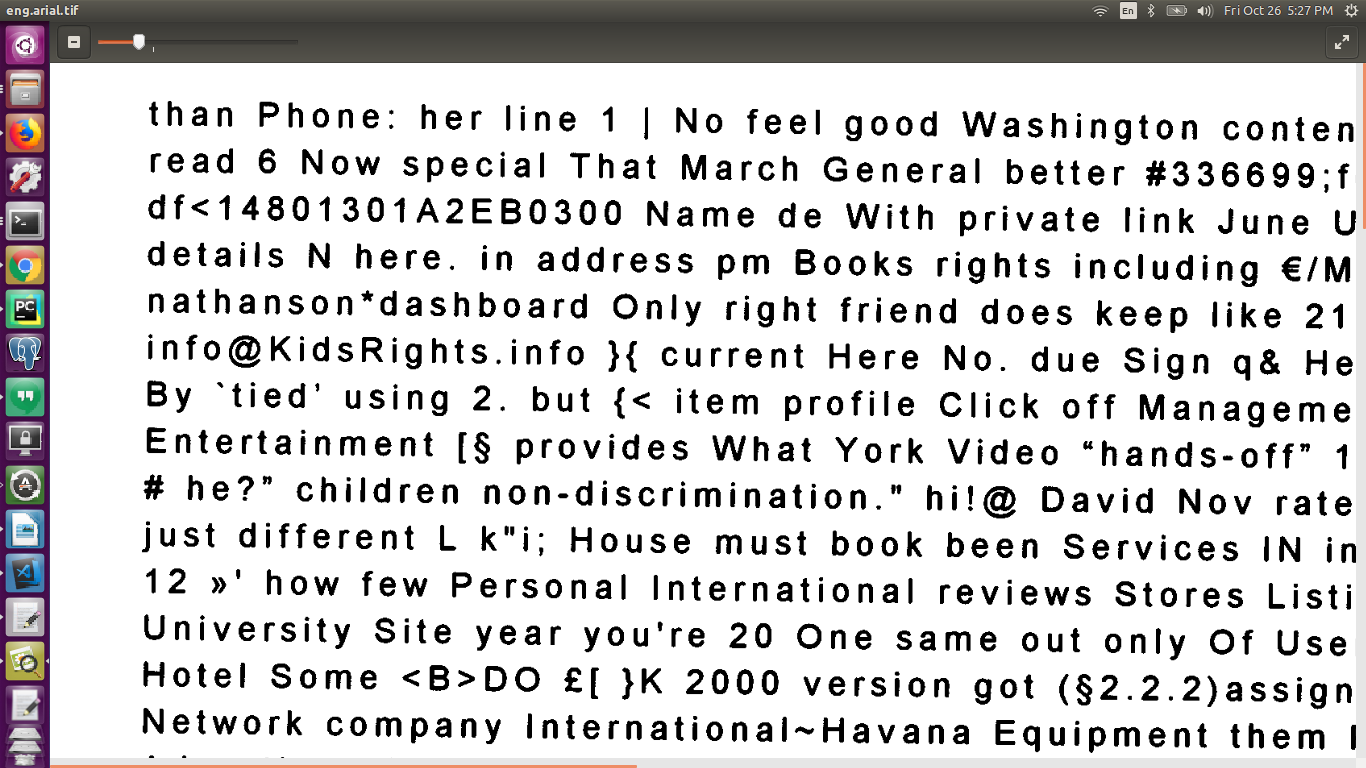 eng.arial.tif
En
Fri Oct 26 5:27 PM
than Phone: her line 1 | No feel good Washington conten
read 6 Now special That March General better #336699;f
df<14801301A2EB0300 Name de With private link June U
details N here. in address pm Books rights including €/M
nathanson*dashboard Only right friend does keep like 21
info@KidsRights.info }{ current Here No. due Sign q& He
By `tied' using 2. but {< item profile Click off Manageme
Entertainment [§ provides What York Video “hands-off” 1
# he?” children non-discrimination." hi!@ David Nov rate
just different L k"i; House must book been Services IN in
12 »' how few Personal International reviews Stores Listi
University Site year you're 20 One same out only Of Use
Hotel Some <B>DO £[ }K 2000 version got (§2.2.2)assign
Network company International~Havana Equipment them
PC